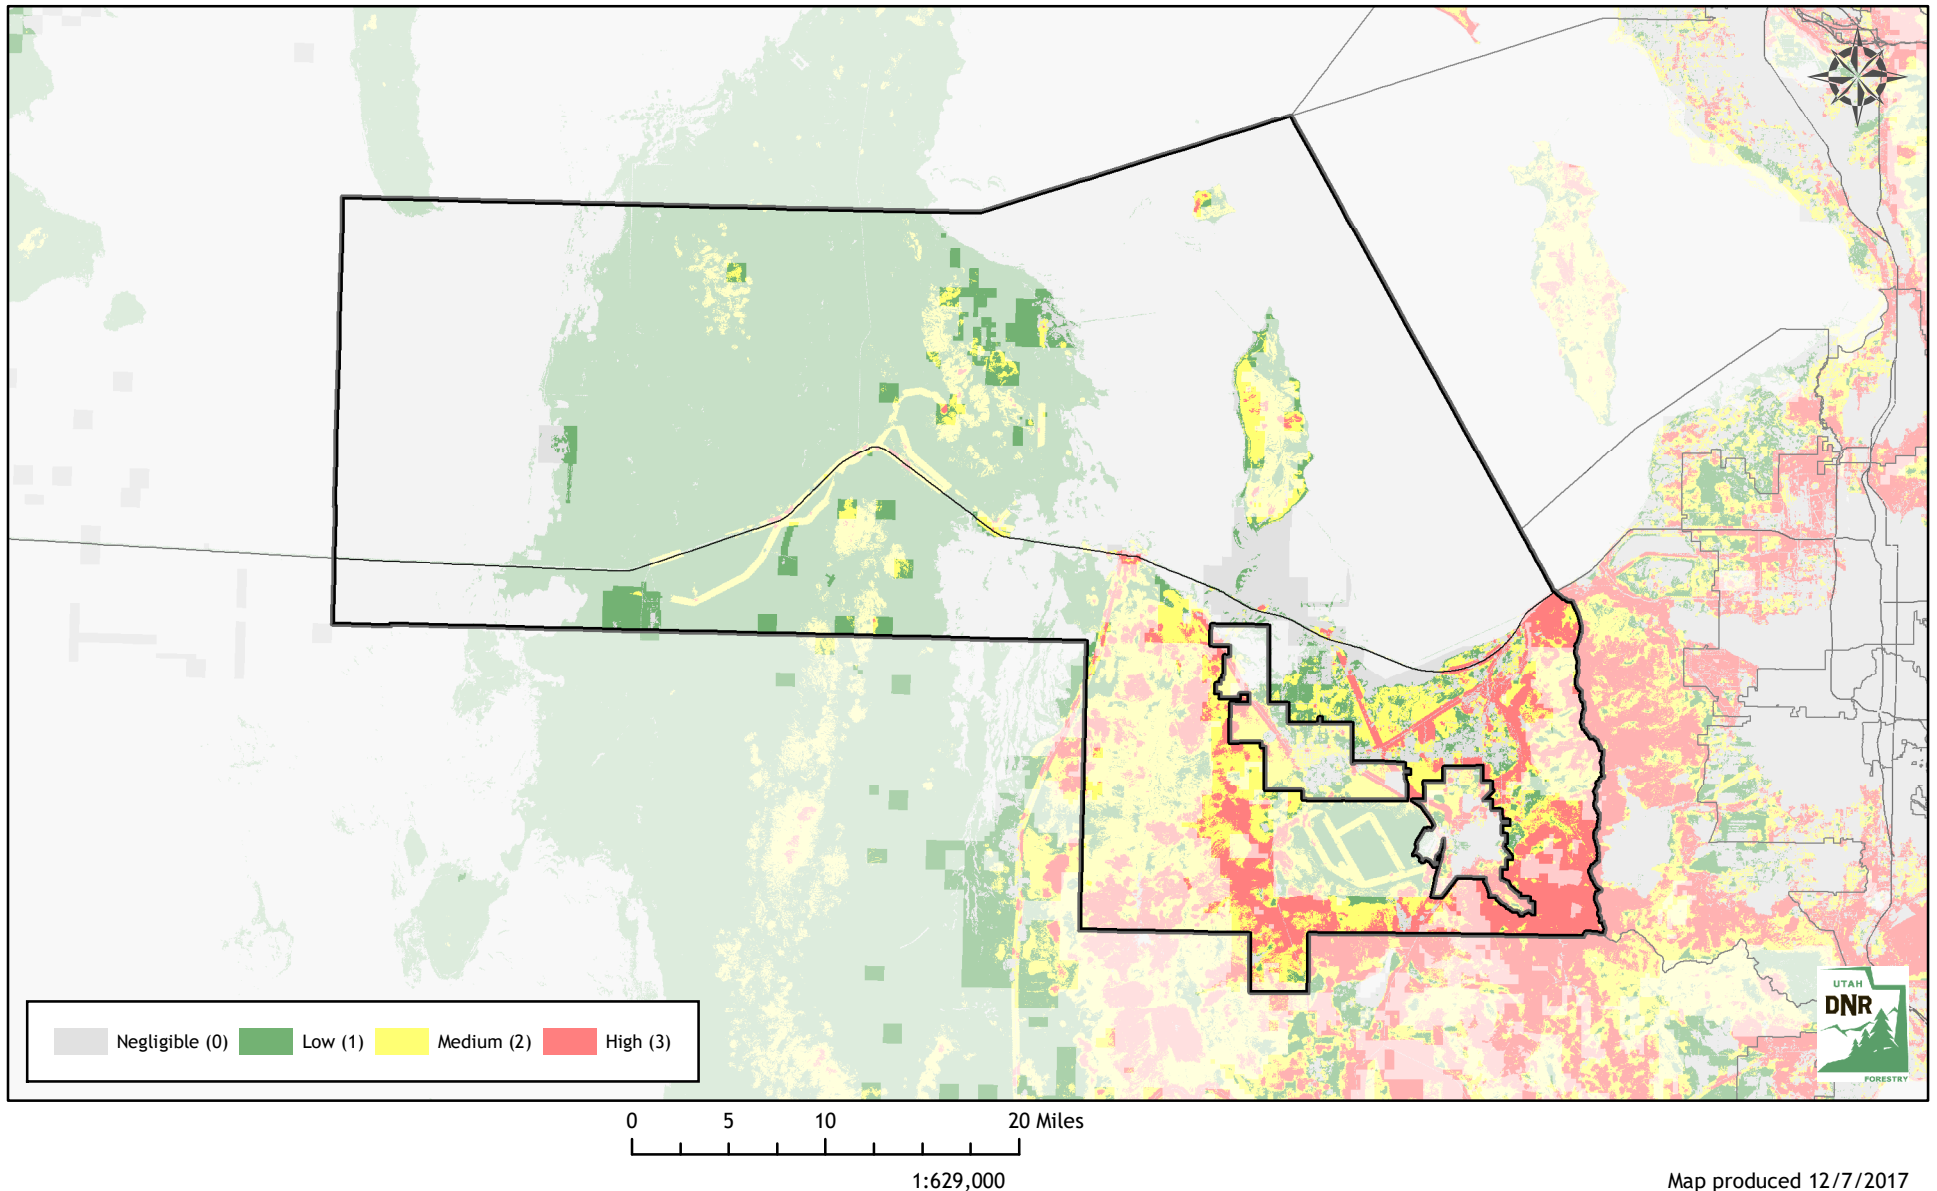 UTAH
DNR
FORESTRY
Negligible (0) Low (1) Medium (2) High (3)
0 5 10 20 Miles
1:629,000
Map produced 12/7/2017